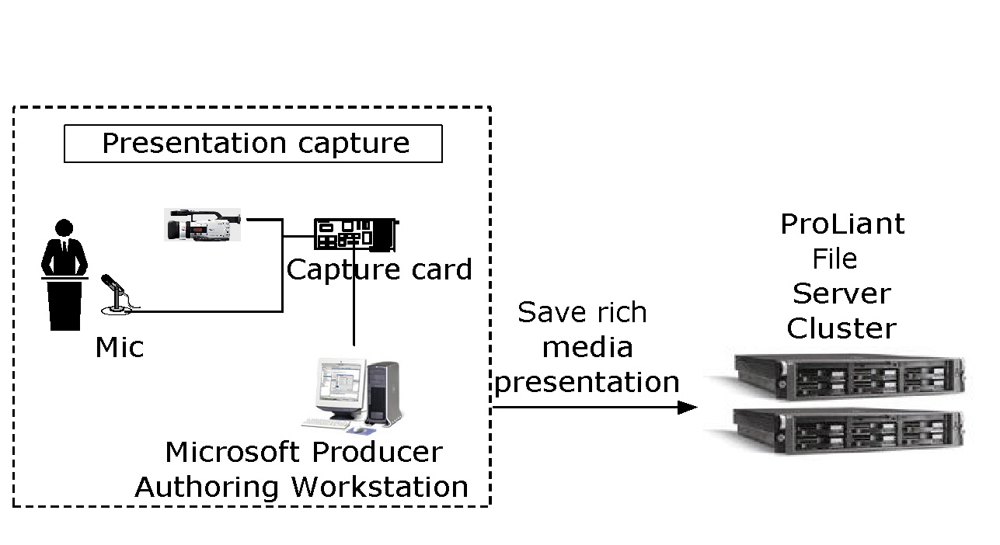 Presentation capture
Capture card
Mic
Microsoft Producer
Authoring Workstation
Save rich
media
presentation
ProLiant
File
Server
Cluster